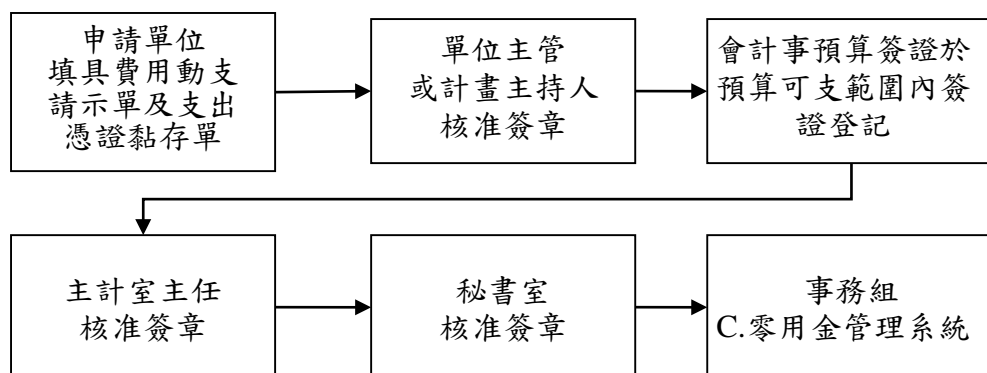 申請單位
填具費用動支
請示單及支出
憑證黏存單
單位主管
或計畫主持人
核准簽章
會計事預算簽證於
預算可支範圍內簽
證登記
主計室主任
核准簽章
秘書室
核准簽章
事務組
C.零用金管理系統